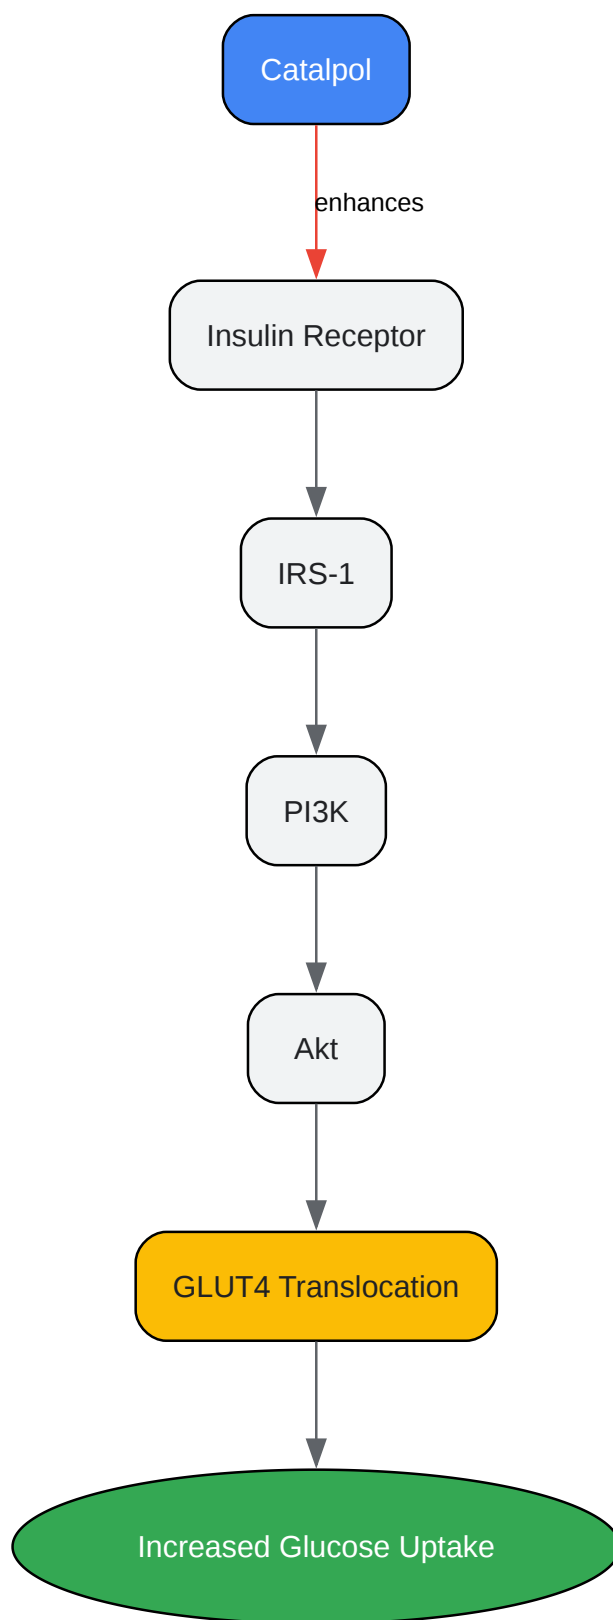 Catalpol
enhances
Insulin Receptor
IRS-1
PI3K
Akt
GLUT4 Translocation
Increased Glucose Uptake